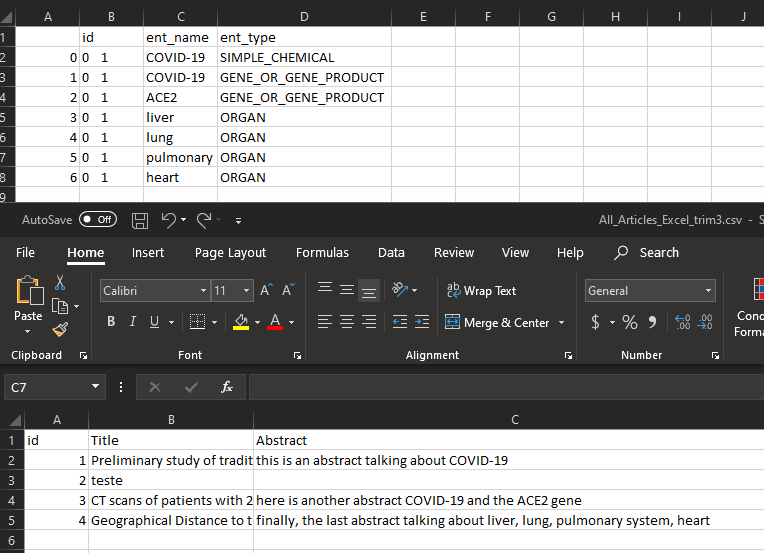 A B C D E F G H I J
1 id ent_name ent_type
2 0 0 1 COVID-19 SIMPLE_CHEMICAL
3 1 0 1 COVID-19 GENE_OR_GENE_PRODUCT
4 2 0 1 ACE2 GENE_OR_GENE_PRODUCT
5 3 0 1 liver ORGAN
6 4 0 1 lung ORGAN
7 5 0 1 pulmonary ORGAN
8 6 0 1 heart ORGAN
9
AutoSave Off All_Articles_Excel_trim3.csv - S
File Home Insert Page Layout Formulas Data Review View Help Search
Paste Calibri 11 A A ab Wrap Text General
B I U A Merge & Center $ % 9 .00 .00 Cond
.00 .0 Forma
Clipboard Font Alignment Number
C7 fx
A B C
1 id Title Abstract
2 1 Preliminary study of tradit this is an abstract talking about COVID-19
3 2 teste
4 3 CT scans of patients with 2 here is another abstract COVID-19 and the ACE2 gene
5 4 Geographical Distance to t finally, the last abstract talking about liver, lung, pulmonary system, heart
6